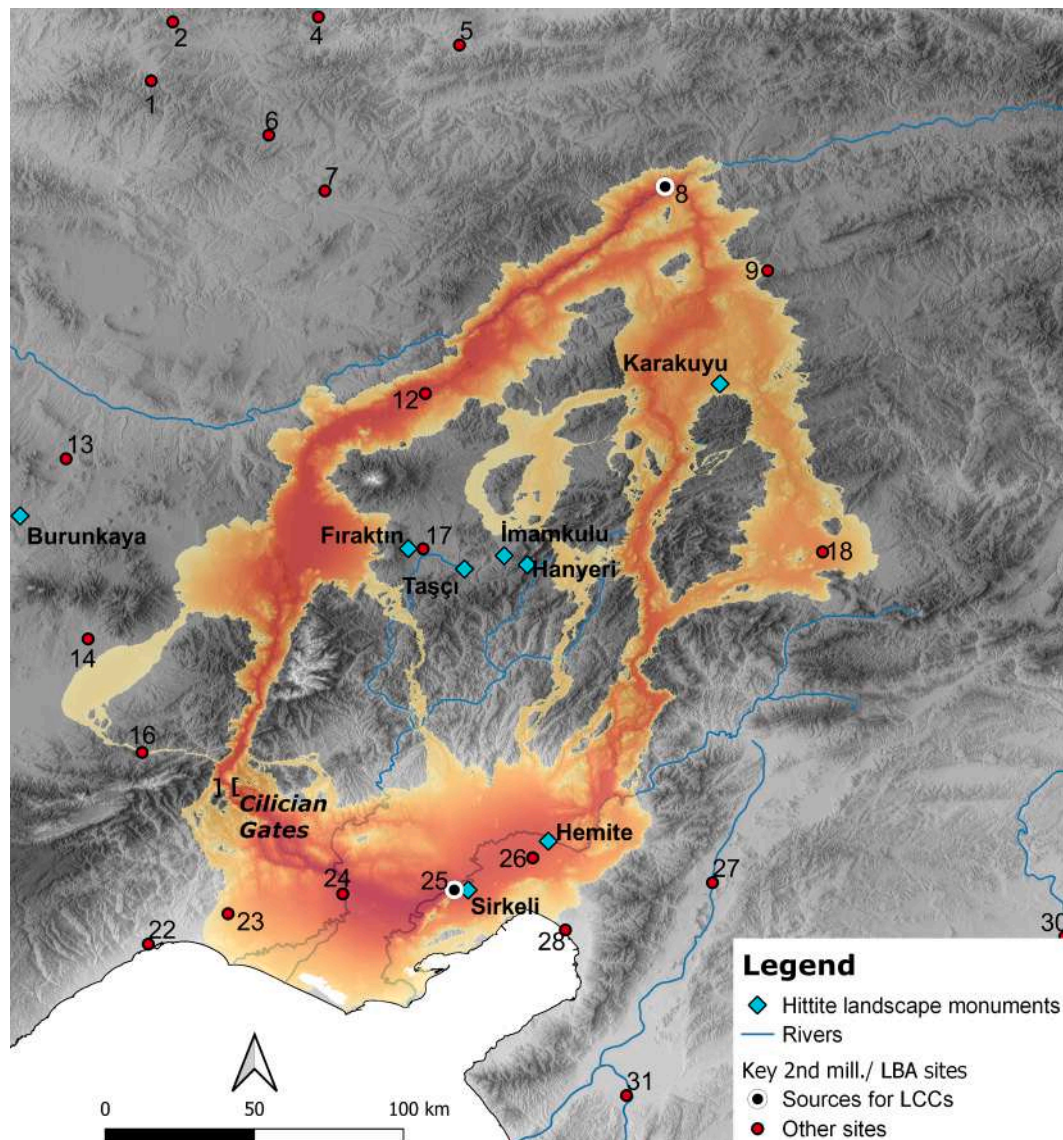 2
4
5
1
6
7
8
9
Karakuyu
12
13
Burunkaya
Fıraktın
17
İmamkulu
Taşçı
Hanyeri
18
14
16
] [
Cilician
Gates
Hemite
26
27
24
25
Sirkeli
23
28
22
30
Legend
Hittite landscape monuments
Rivers
Key 2nd mill./ LBA sites
Sources for LCCs
Other sites
31
0 50 100 km